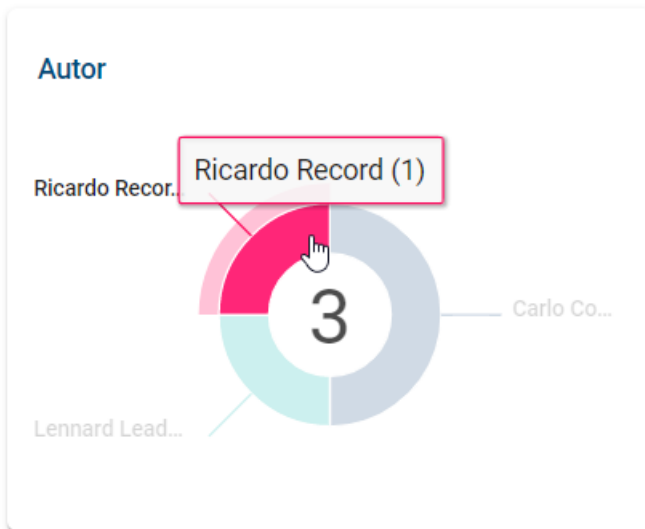 Autor
Ricardo Record (1)
Ricardo Recor...
3
Carlo Co...
Lennard Lead...